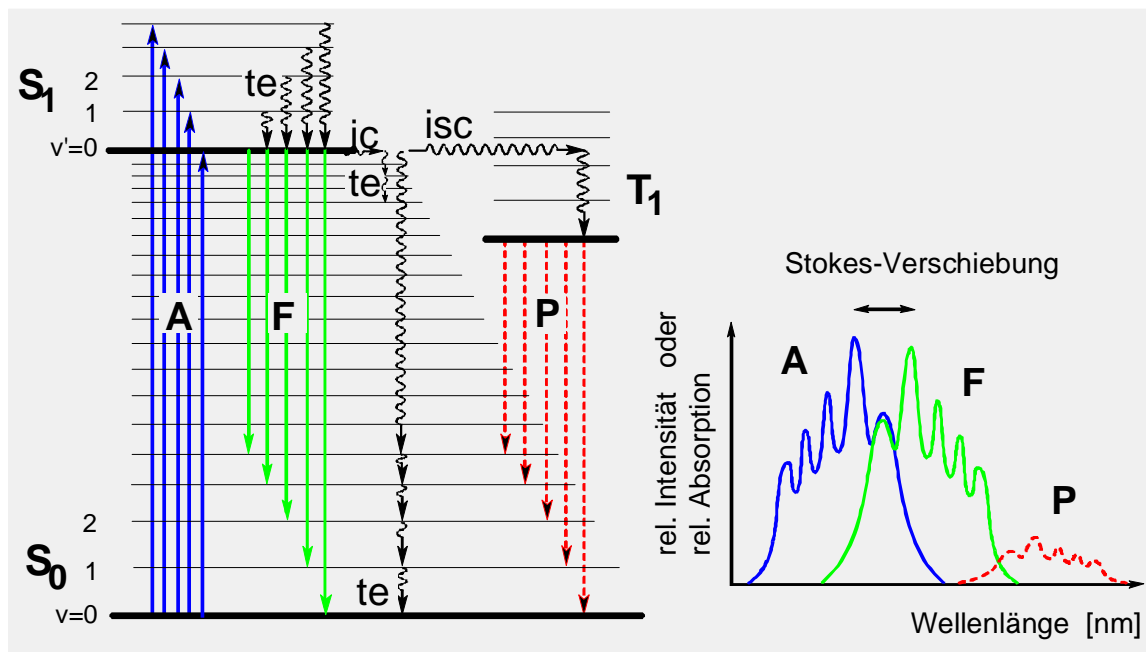 S₁
2
1
v'=0
te
ic
isc
te
T₁
A
F
P
2
S₀
1
v=0
te
Stokes-Verschiebung
rel. Intensität oder
rel. Absorption
A
F
P
Wellenlänge [nm]